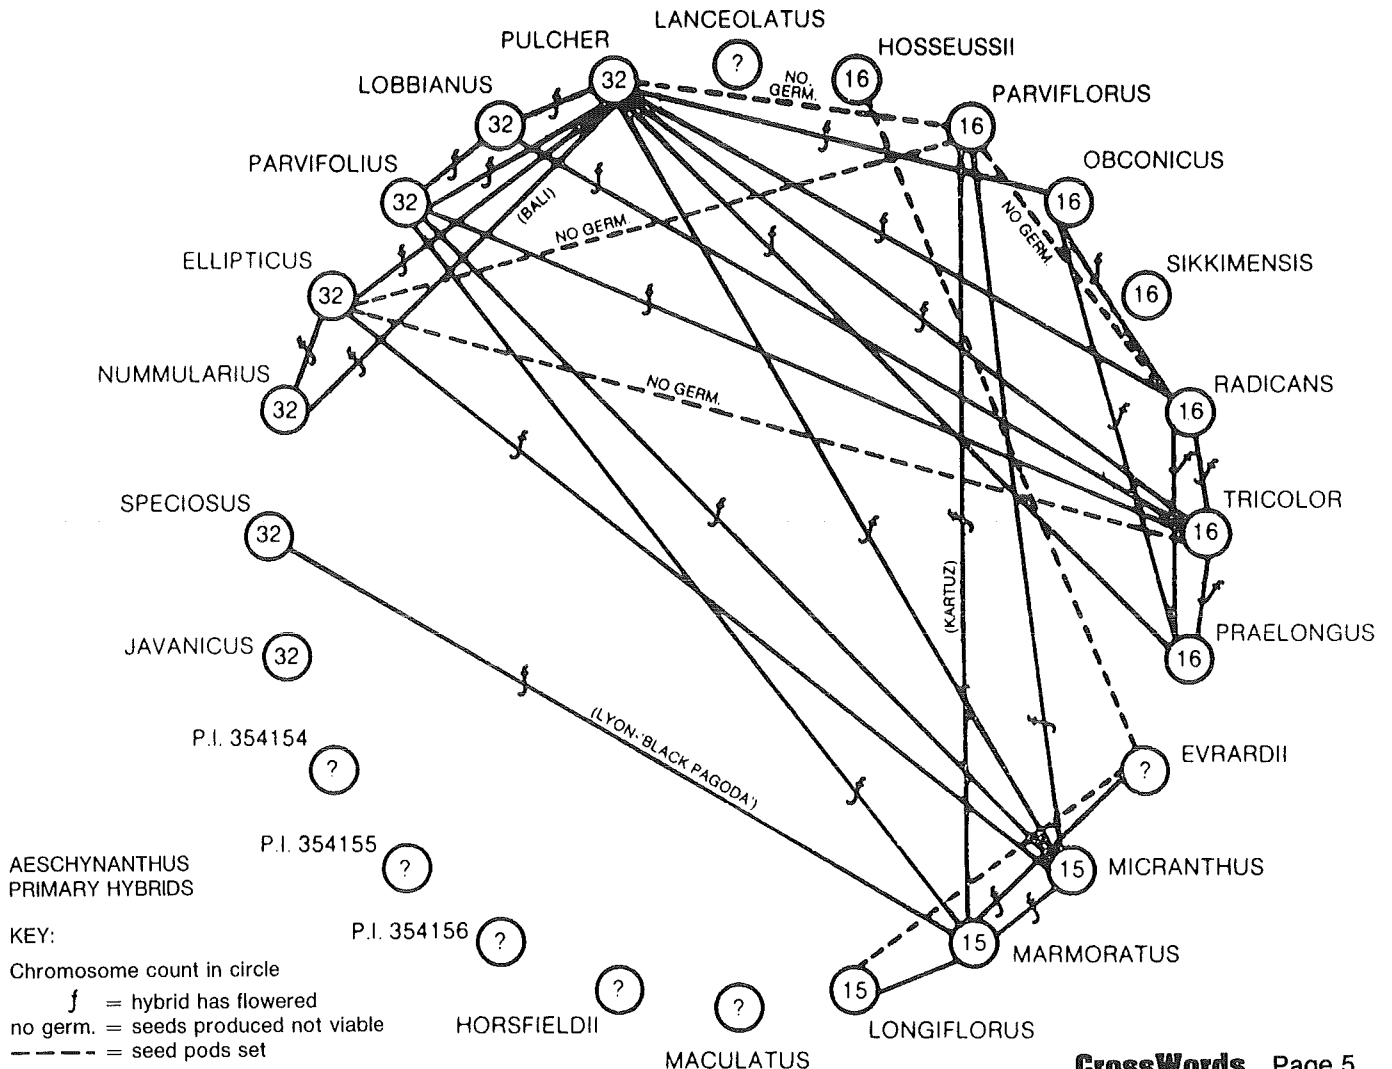 LANCEOLATUS
?
PULCHER
32
HOSSEUSSII
16
LOBBIANUS
32
NO.
GERM.
PARVIFLORUS
16
PARVIFOLIUS
32
OBCONICUS
16
(BALI)
NO GERM.
NO GERM.
ELLIPTICUS
32
SIKKIMENSIS
16
NUMMULARIUS
32
NO GERM.
RADICANS
16
SPECIOSUS
32
TRICOLOR
16
(KARTUZ)
JAVANICUS
32
PRAELONGUS
16
(LYON-'BLACK PAGODA')
P.I. 354154
?
EVRARDII
?
P.I. 354155
?
MICRANTHUS
15
P.I. 354156
?
MARMORATUS
15
HORSFIELDII
?
MACULATUS
?
LONGIFLORUS
15
AESCHYNANTHUS
PRIMARY HYBRIDS
KEY:
Chromosome count in circle
ƒ = hybrid has flowered
no germ. = seeds produced not viable
---- = seed pods set
CrossWords Page 5